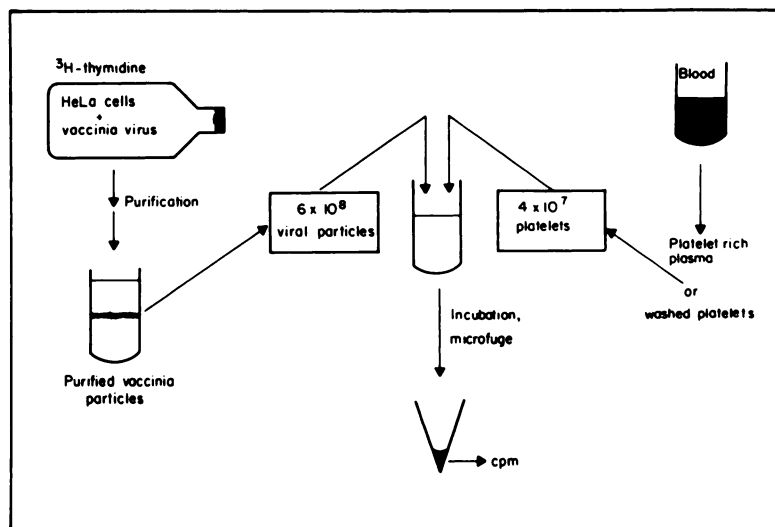 ³H-thymidine
HeLa cells
+
vaccinia virus
Purification
Purified vaccinia
particles
6 x 10⁸
viral particles
Incubation,
microfuge
cpm
4 x 10⁷
platelets
Blood
Platelet rich
plasma
or
washed platelets